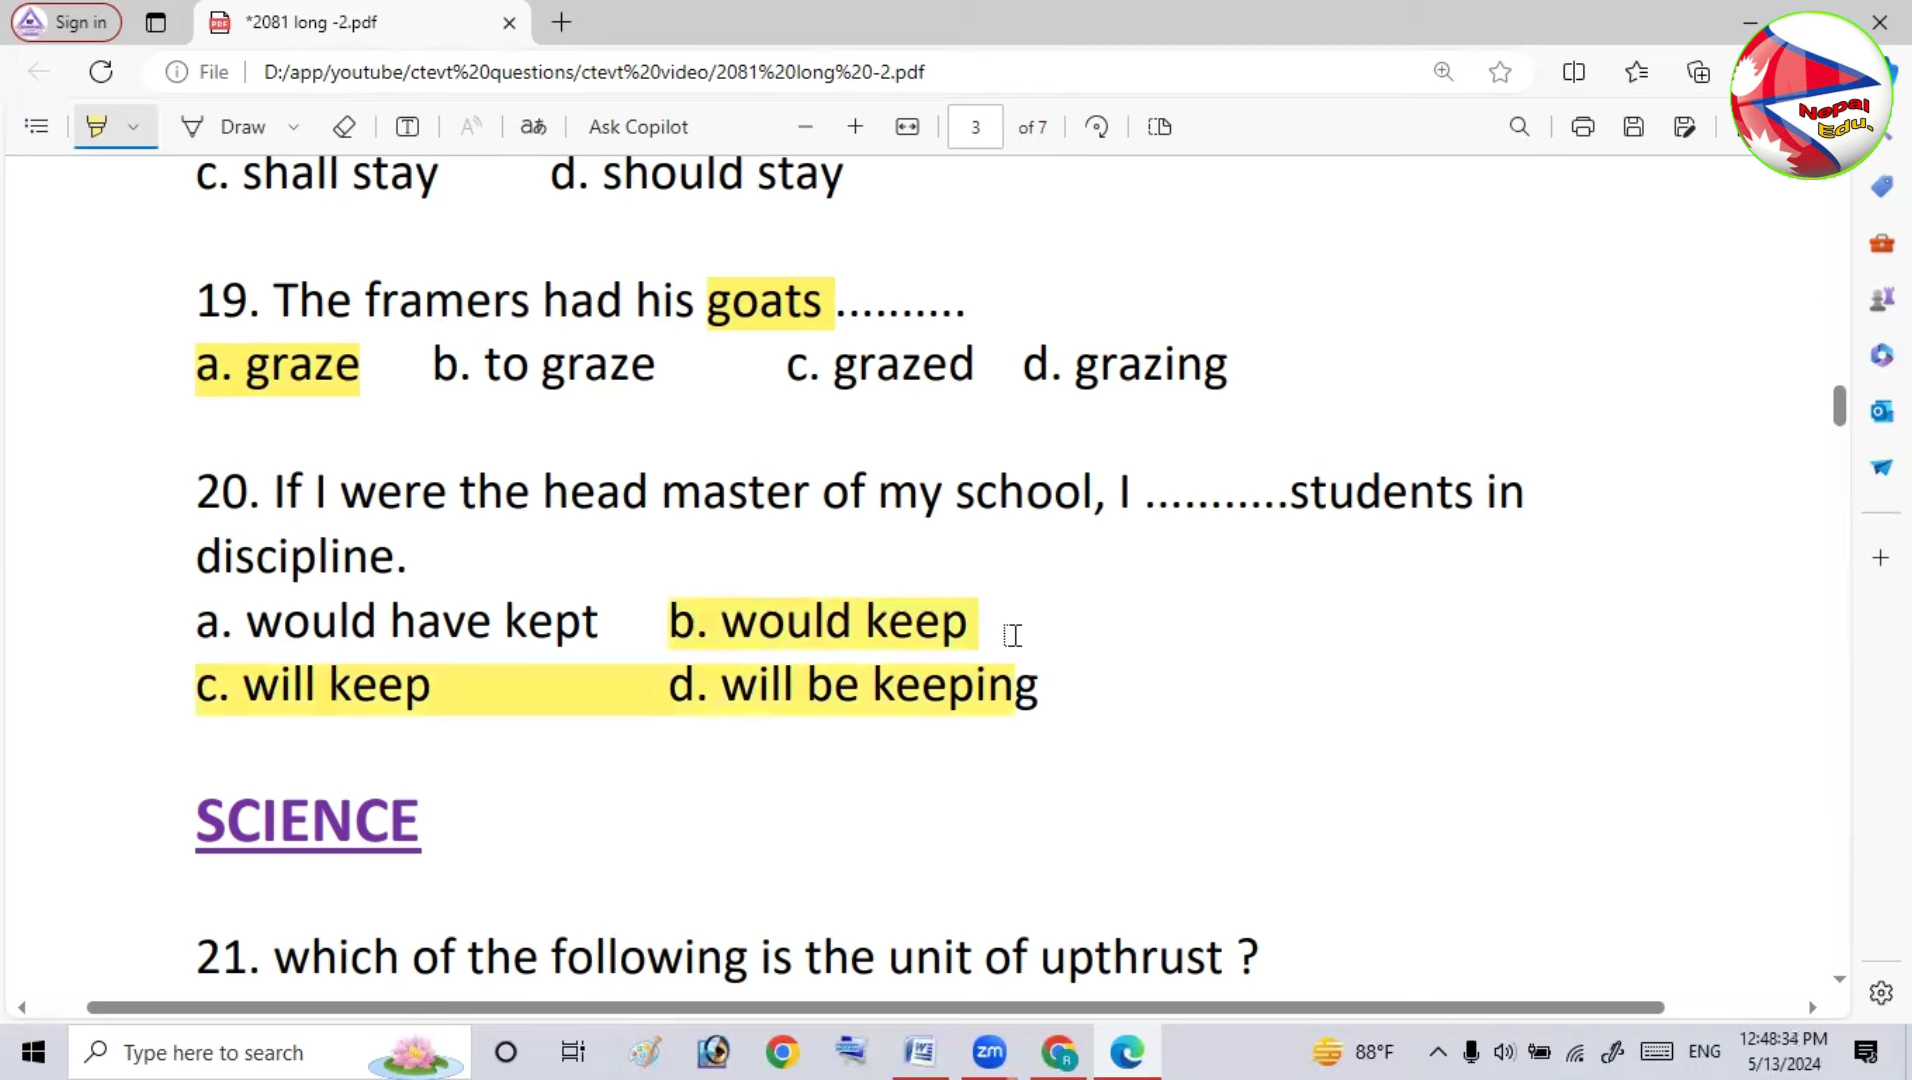 Sign in
*2081 long -2.pdf
File
D:/app/youtube/ctevt%20questions/ctevt%20video/2081%20long%20-2.pdf
Nepal
Edu.
Draw
Ask Copilot
3
of 7
c. shall stay d. should stay
19. The framers had his goats ..........
a. graze b. to graze c. grazed d. grazing
20. If I were the head master of my school, I ...........students in
discipline.
a. would have kept b. would keep
c. will keep d. will be keeping
SCIENCE
21. which of the following is the unit of upthrust ?
Type here to search
zm
88°F
ENG
12:48:34 PM
5/13/2024